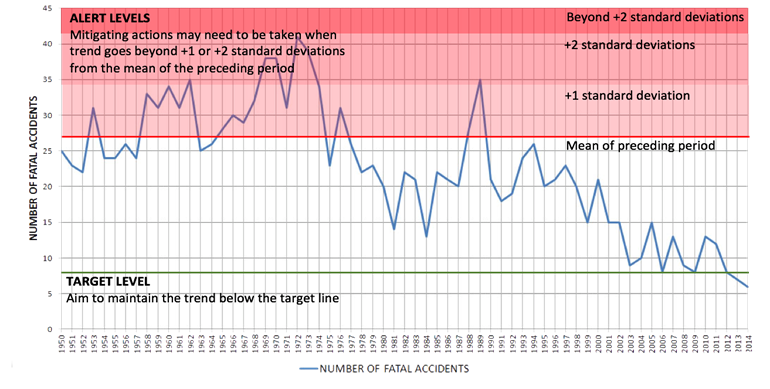 45
ALERT LEVELS
Beyond +2 standard deviations
Mitigating actions may need to be taken when
40
trend goes beyond +1 or +2 standard deviations
+2 standard deviations
from the mean of the preceding period
35
+1 standard deviation
30
Mean of preceding period
25
20
15
10
TARGET LEVEL
5
Aim to maintain the trend below the target line
0
NUMBER OF FATAL ACCIDENTS
1950 1951 1952 1953 1954 1955 1956 1957 1958 1959 1960 1961 1962 1963 1964 1965 1966 1967 1968 1969 1970 1971 1972 1973 1974 1975 1976 1977 1978 1979 1980 1981 1982 1983 1984 1985 1986 1987 1988 1989 1990 1991 1992 1993 1994 1995 1996 1997 1998 1999 2000 2001 2002 2003 2004 2005 2006 2007 2008 2009 2010 2011 2012 2013 2014
NUMBER OF FATAL ACCIDENTS